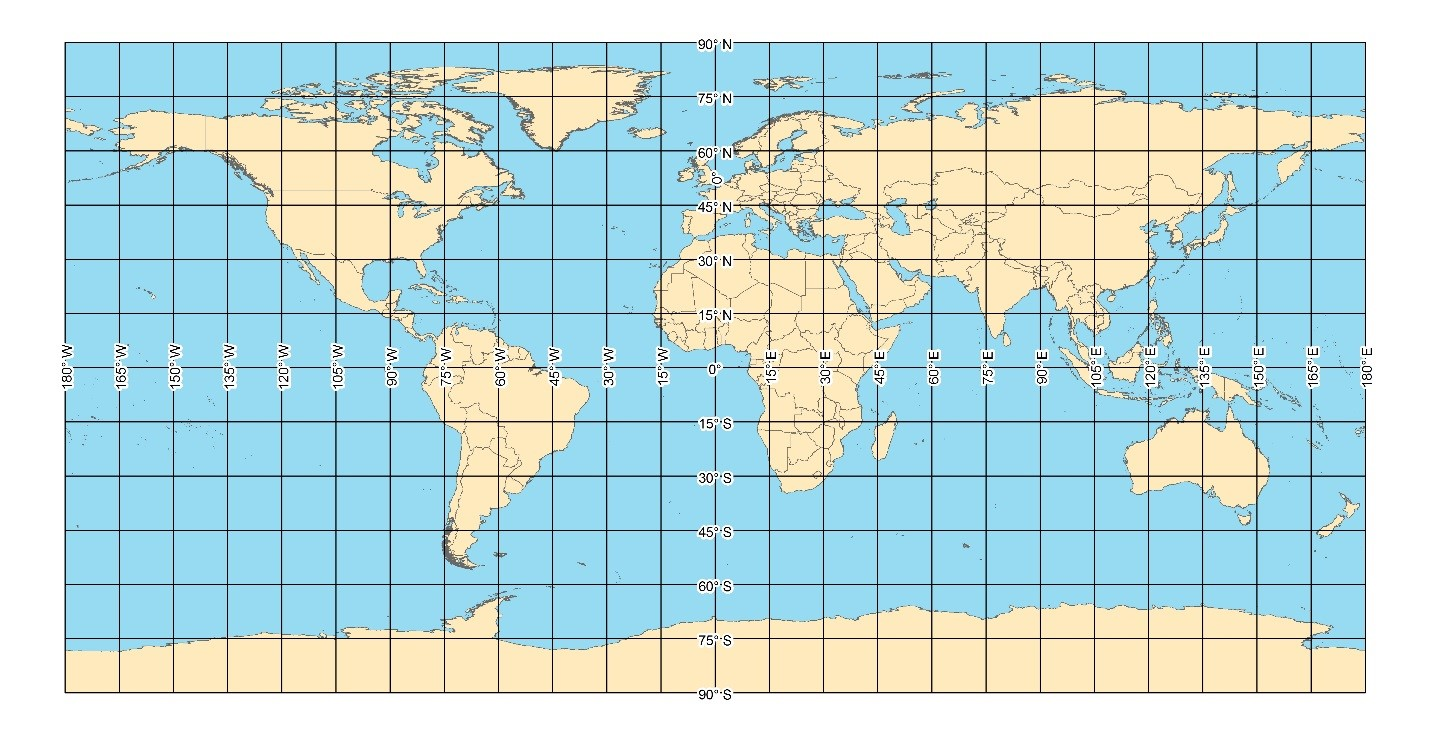 90° N
75° N
60° N
0°
45° N
30° N
15° N
180° W
165° W
150° W
135° W
120° W
105° W
90° W
75° W
60° W
45° W
30° W
15° W
0°
15° E
30° E
45° E
60° E
75° E
90° E
105° E
120° E
135° E
150° E
165° E
180° E
15° S
30° S
45° S
60° S
75° S
90° S